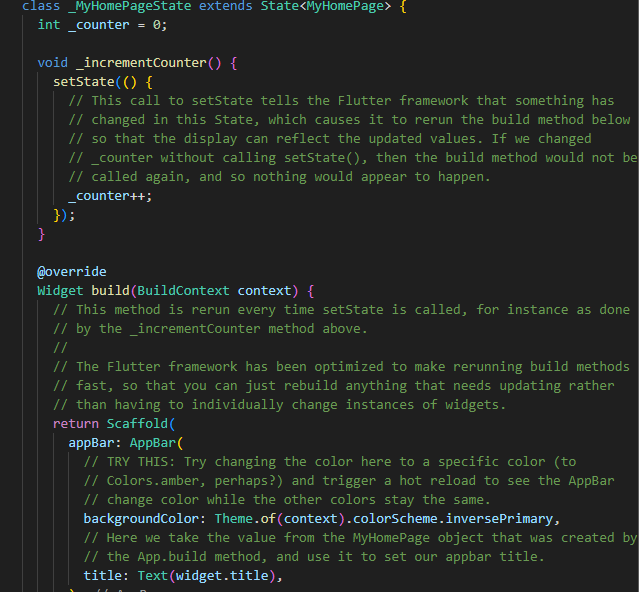 class _MyHomePageState extends State<MyHomePage> {
int _counter = 0;
void _incrementCounter() {
setState(() {
// This call to setState tells the Flutter framework that something has
// changed in this State, which causes it to rerun the build method below
// so that the display can reflect the updated values. If we changed
// _counter without calling setState(), then the build method would not be
// called again, and so nothing would appear to happen.
_counter++;
});
}
@override
Widget build(BuildContext context) {
// This method is rerun every time setState is called, for instance as done
// by the _incrementCounter method above.
//
// The Flutter framework has been optimized to make rerunning build methods
// fast, so that you can just rebuild anything that needs updating rather
// than having to individually change instances of widgets.
return Scaffold(
appBar: AppBar(
// TRY THIS: Try changing the color here to a specific color (to
// Colors.amber, perhaps?) and trigger a hot reload to see the AppBar
// change color while the other colors stay the same.
backgroundColor: Theme.of(context).colorScheme.inversePrimary,
// Here we take the value from the MyHomePage object that was created by
// the App.build method, and use it to set our appbar title.
title: Text(widget.title),